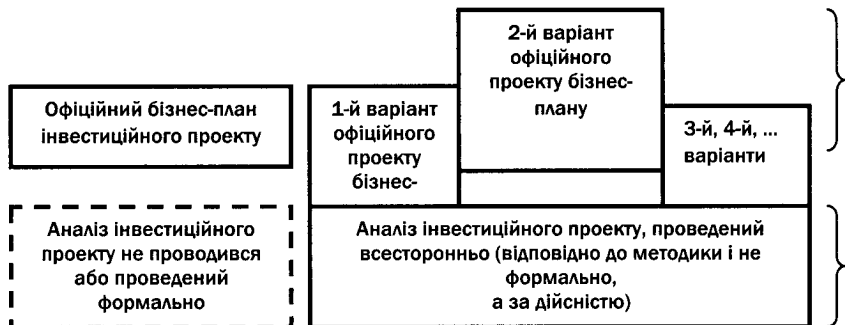 Офіційний бізнес-план
інвестиційного проекту
1-й варіант
офіційного
проекту
бізнес-
2-й варіант
офіційного
проекту бізнес-
плану
3-й, 4-й, ...
варіанти
Аналіз інвестиційного
проекту не проводився
або проведений
формально
Аналіз інвестиційного проекту, проведений
всесторонньо (відповідно до методики і не
формально,
а за дійсністю)